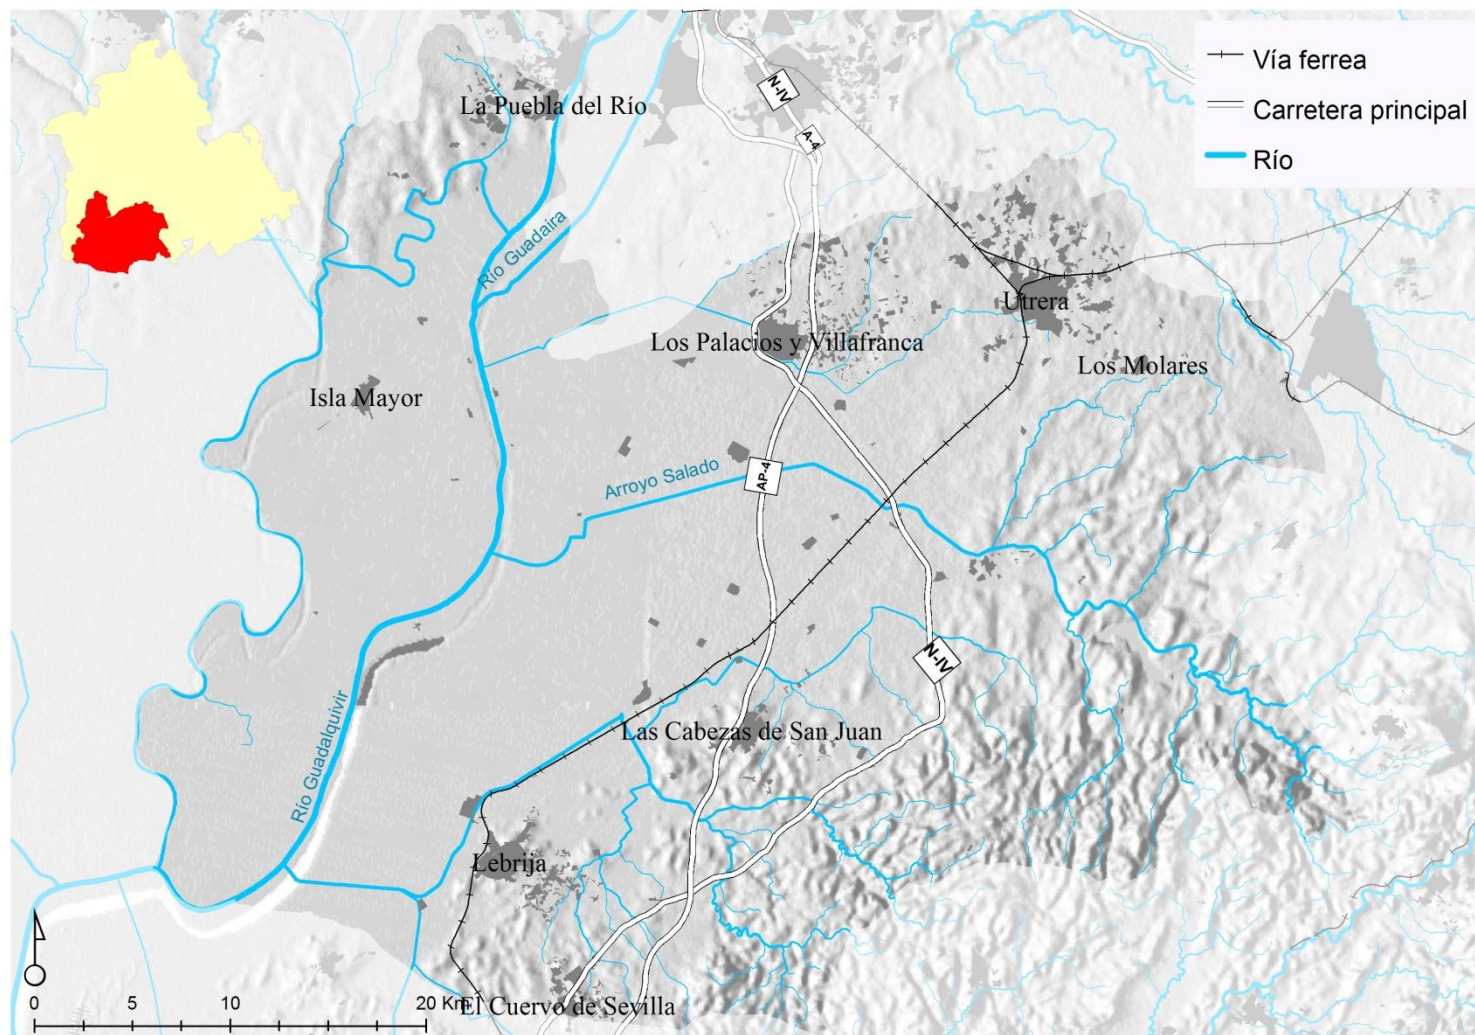 Vía ferrea
Carretera principal
Río
La Puebla del Río
N-IV
A-4
Río Guadaira
Utrera
Los Palacios y Villafranca
Los Molares
Isla Mayor
Arroyo Salado
AP-4
N-IV
Río Guadalquivir
Las Cabezas de San Juan
Lebrija
El Cuervo de Sevilla
0 5 10 20 Km